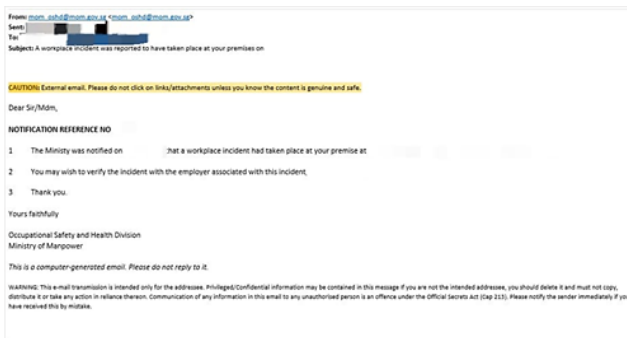 From: mom_oshd@mom.gov.sg <mom_oshd@mom.gov.sg>
Sent:
To:
Subject: A workplace incident was reported to have taken place at your premises on
CAUTION: External email. Please do not click on links/attachments unless you know the content is genuine and safe.
Dear Sir/Mdm,
NOTIFICATION REFERENCE NO
1 The Ministy was notified on that a workplace incident had taken place at your premise at
2 You may wish to verify the incident with the employer associated with this incident.
3 Thank you.
Yours faithfully
Occupational Safety and Health Division
Ministry of Manpower
This is a computer-generated email. Please do not reply to it.
WARNING: This e-mail transmission is intended only for the addressee. Privileged/Confidential information may be contained in this message If you are not the intended addressee, you should delete it and must not copy,
distribute it or take any action in reliance thereon. Communication of any information in this email to any unauthorised person is an offence under the Official Secrets Act (Cap 213). Please notify the sender immediately if yo
have received this by mistake.